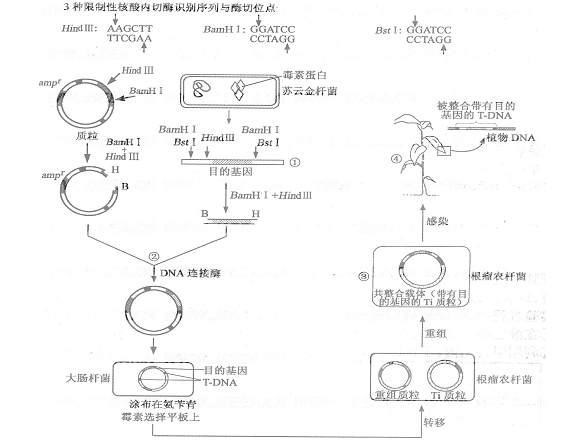 3种限制性核酸内切酶识别序列与酶切位点
HindⅢ: AAGCTT
TTCGAA
BamHⅠ: GGATCC
CCTAGG
BstⅠ: GGATCC
CCTAGG
ampʳ
HindⅢ
BamHⅠ
质粒
毒素蛋白
苏云金杆菌
BamHⅠ
BstⅠ
HindⅢ
BamHⅠ
BstⅠ
①
目的基因
BamHⅠ
+
HindⅢ
ampʳ
H
B
BamHⅠ+HindⅢ
B
H
②
DNA连接酶
大肠杆菌
目的基因
T-DNA
涂布在氨苄青
霉素选择平板上
转移
重组质粒
Ti质粒
根瘤农杆菌
重组
③
共整合载体(带有目
的基因的Ti质粒)
根瘤农杆菌
感染
④
被整合带有目的
基因的T-DNA
植物DNA